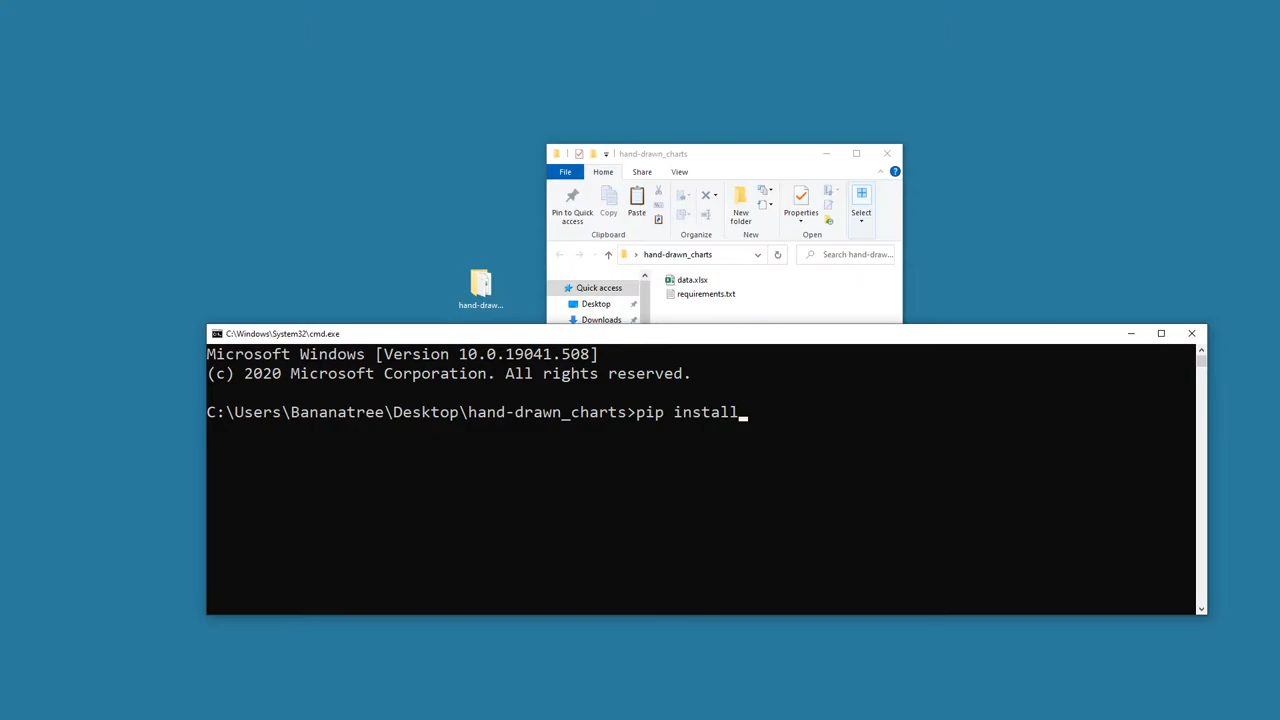 hand-drawn_charts
File Home Share View
Pin to Quick access
Copy
Paste
New folder
Properties
Select
Clipboard
Organize
New
Open
hand-drawn_charts
Search hand-draw...
Quick access
Desktop
Downloads
data.xlsx
requirements.txt
hand-draw...
C:\Windows\System32\cmd.exe
Microsoft Windows [Version 10.0.19041.508]
(c) 2020 Microsoft Corporation. All rights reserved.
C:\Users\Bananatree\Desktop\hand-drawn_charts>pip install